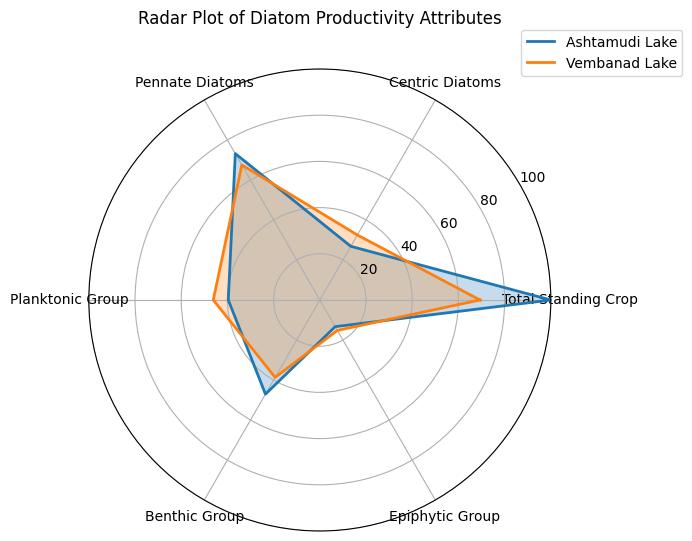 Radar Plot of Diatom Productivity Attributes
Ashtamudi Lake
Vembanad Lake
Pennate Diatoms
Centric Diatoms
100
80
60
40
20
Planktonic Group
Total Standing Crop
Benthic Group
Epiphytic Group